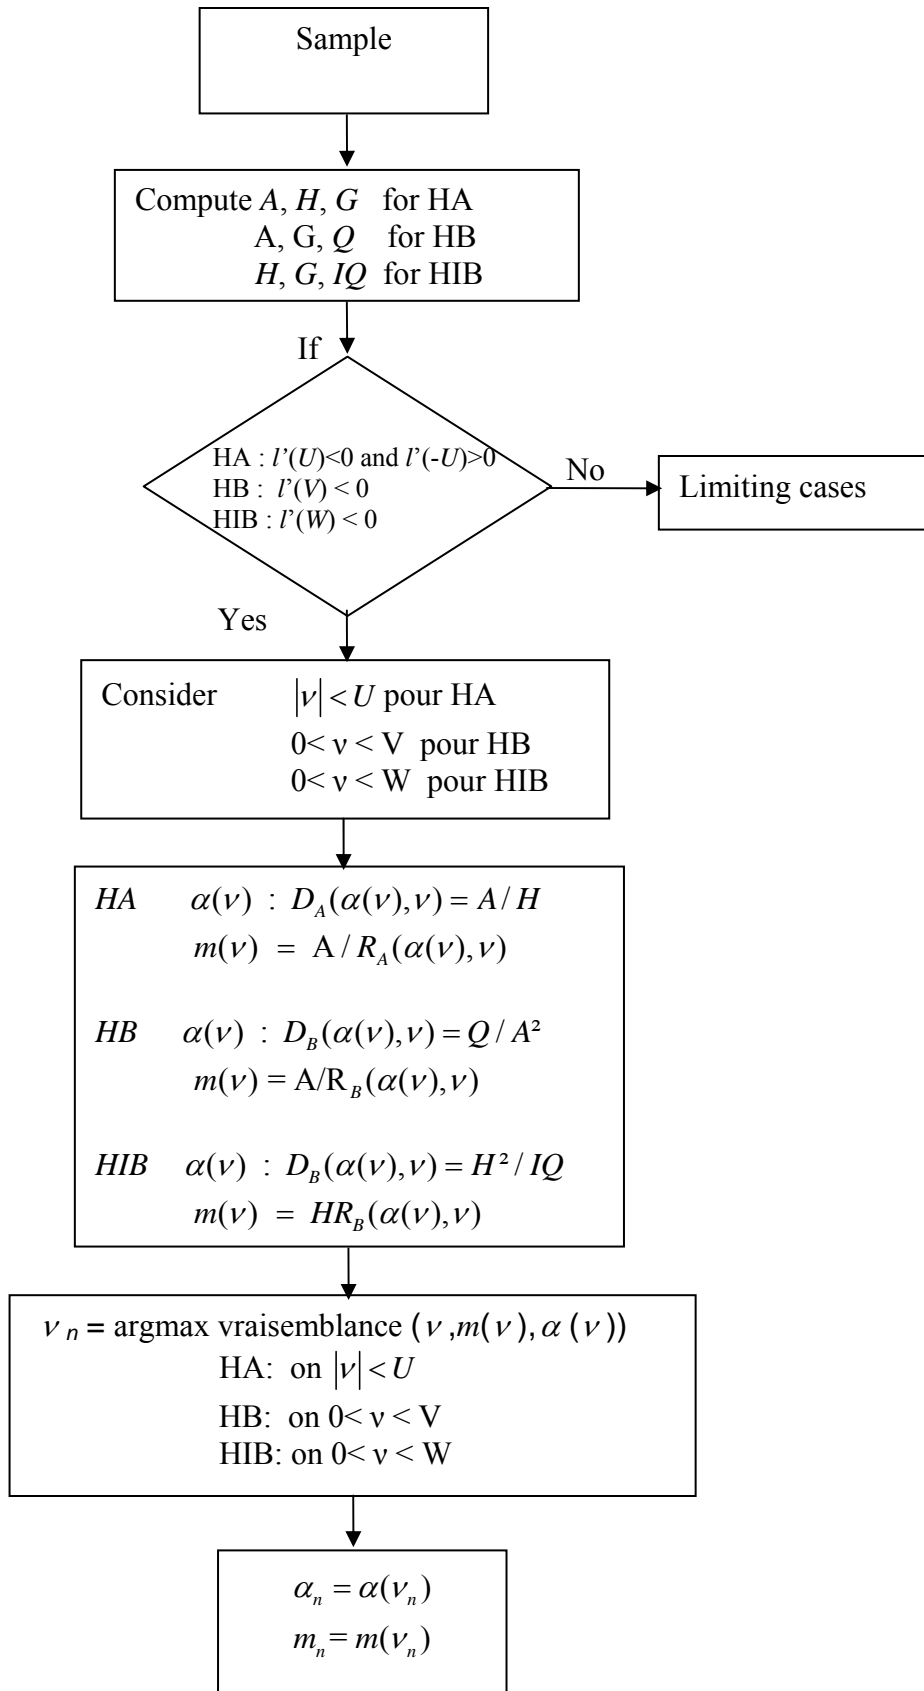 Sample
Compute A, H, G for HA
A, G, Q for HB
H, G, IQ for HIB
If
HA : l’(U)<0 and l’(-U)>0
HB : l’(V) < 0
HIB : l’(W) < 0
No
Limiting cases
Yes
Consider |ν| < U pour HA
0< ν < V pour HB
0< ν < W pour HIB
HA α(ν) : D_A(α(ν),ν) = A / H
m(ν) = A / R_A(α(ν),ν)
HB α(ν) : D_B(α(ν),ν) = Q / A²
m(ν) = A/R_B(α(ν),ν)
HIB α(ν) : D_B(α(ν),ν) = H² / IQ
m(ν) = HR_B(α(ν),ν)
ν_n = argmax vraisemblance (ν,m(ν),α(ν))
HA: on |ν| < U
HB: on 0< ν < V
HIB: on 0< ν < W
α_n = α(ν_n)
m_n = m(ν_n)